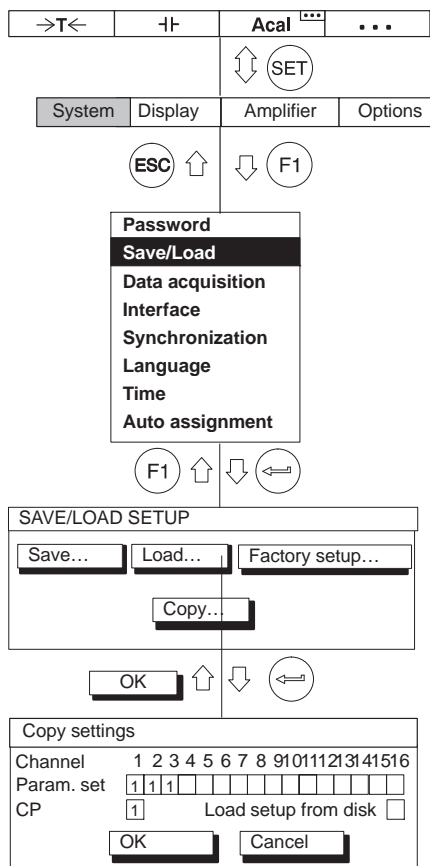 →T← ⊣⊢ Acal ...
SET
System Display Amplifier Options
ESC F1
Password
Save/Load
Data acquisition
Interface
Synchronization
Language
Time
Auto assignment
F1
SAVE/LOAD SETUP
Save… Load… Factory setup…
Copy…
OK
Copy settings
Channel 1 2 3 4 5 6 7 8 9 10 11 12 13 14 15 16
Param. set 1 1 1
CP 1 Load setup from disk
OK Cancel